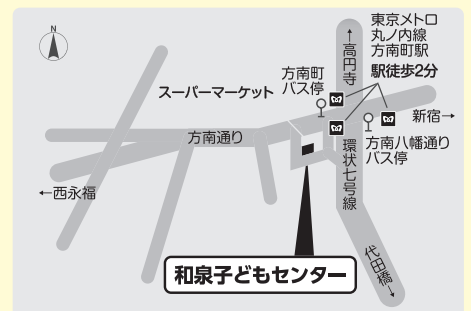 N
東京メトロ
丸ノ内線
方南町駅
駅徒歩2分
↑高円寺
方南町
バス停
スーパーマーケット
新宿→
方南通り
方南八幡通り
バス停
環状七号線
←西永福
代田橋→
和泉子どもセンター